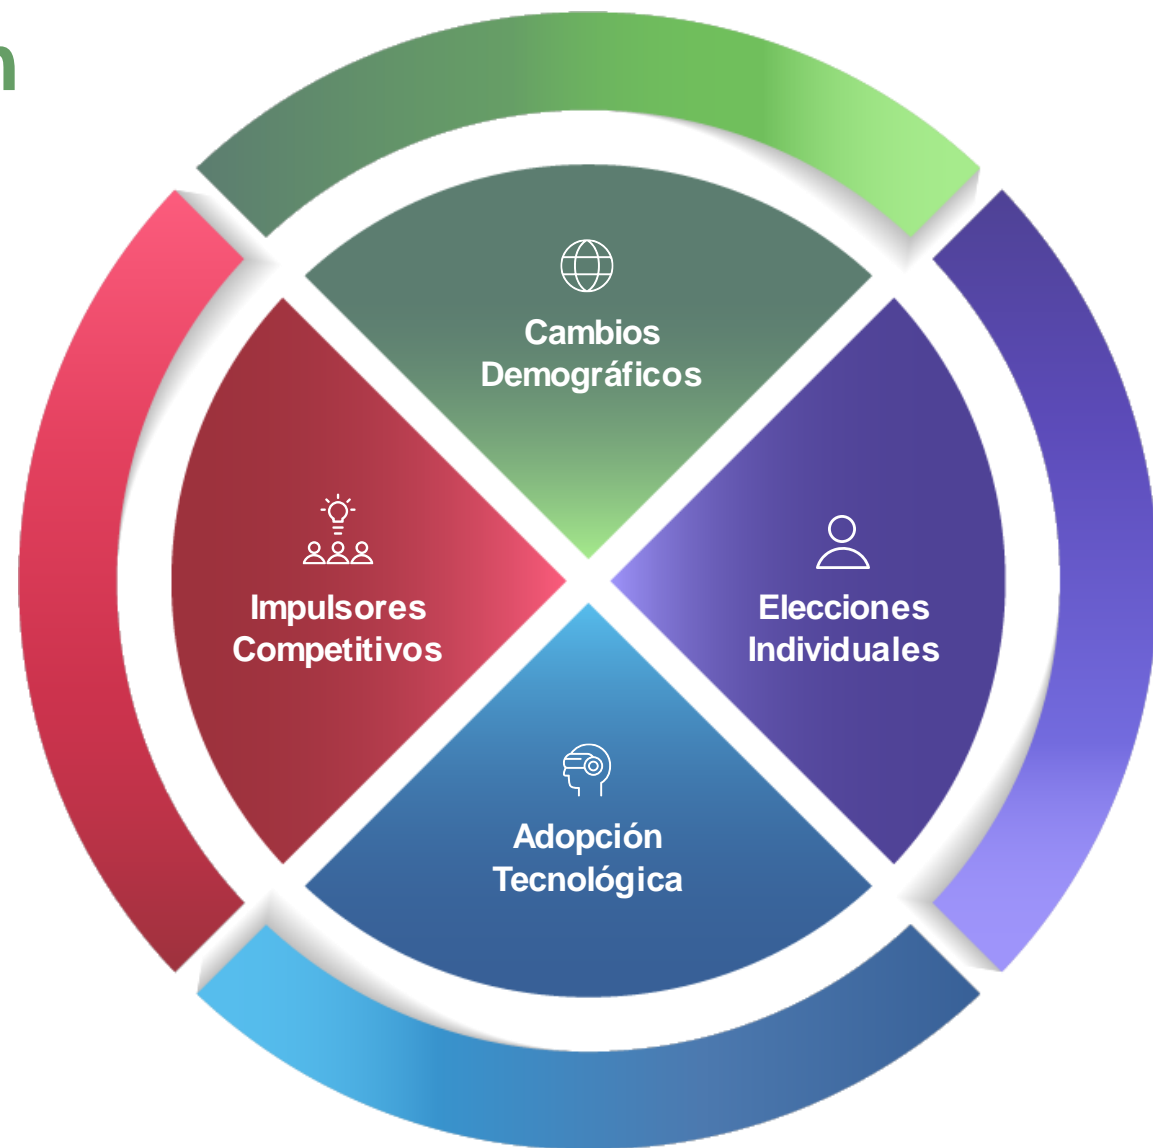 n
Cambios
Demográficos
Impulsores
Competitivos
Elecciones
Individuales
Adopción
Tecnológica